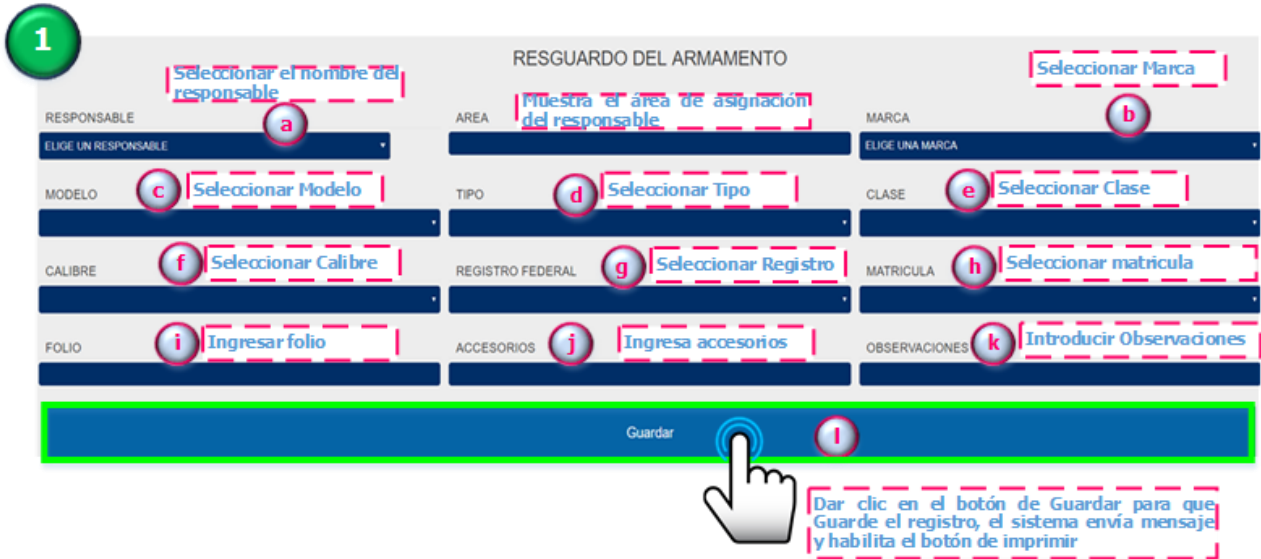 1
RESGUARDO DEL ARMAMENTO
Seleccionar el nombre del
responsable
Muestra el área de asignación
del responsable
Seleccionar Marca
RESPONSABLE
a
AREA
MARCA
b
ELIGE UN RESPONSABLE
ELIGE UNA MARCA
MODELO
c
Seleccionar Modelo
TIPO
d
Seleccionar Tipo
CLASE
e
Seleccionar Clase
CALIBRE
f
Seleccionar Calibre
REGISTRO FEDERAL
g
Seleccionar Registro
MATRICULA
h
Seleccionar matricula
FOLIO
i
Ingresar folio
ACCESORIOS
j
Ingresa accesorios
OBSERVACIONES
k
Introducir Observaciones
Guardar
l
Dar clic en el botón de Guardar para que
Guarde el registro, el sistema envía mensaje
y habilita el botón de imprimir